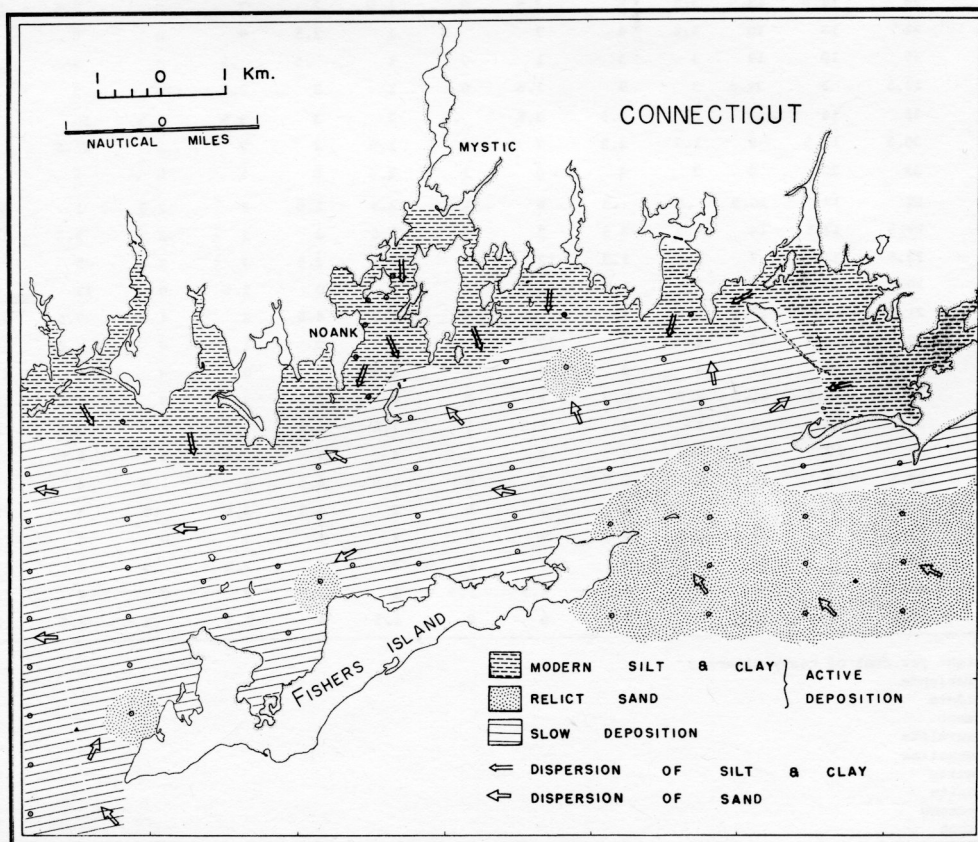 0 1 Km.
0
NAUTICAL MILES
CONNECTICUT
MYSTIC
NOANK
FISHERS ISLAND
MODERN SILT & CLAY
RELICT SAND
ACTIVE
DEPOSITION
SLOW DEPOSITION
DISPERSION OF SILT & CLAY
DISPERSION OF SAND